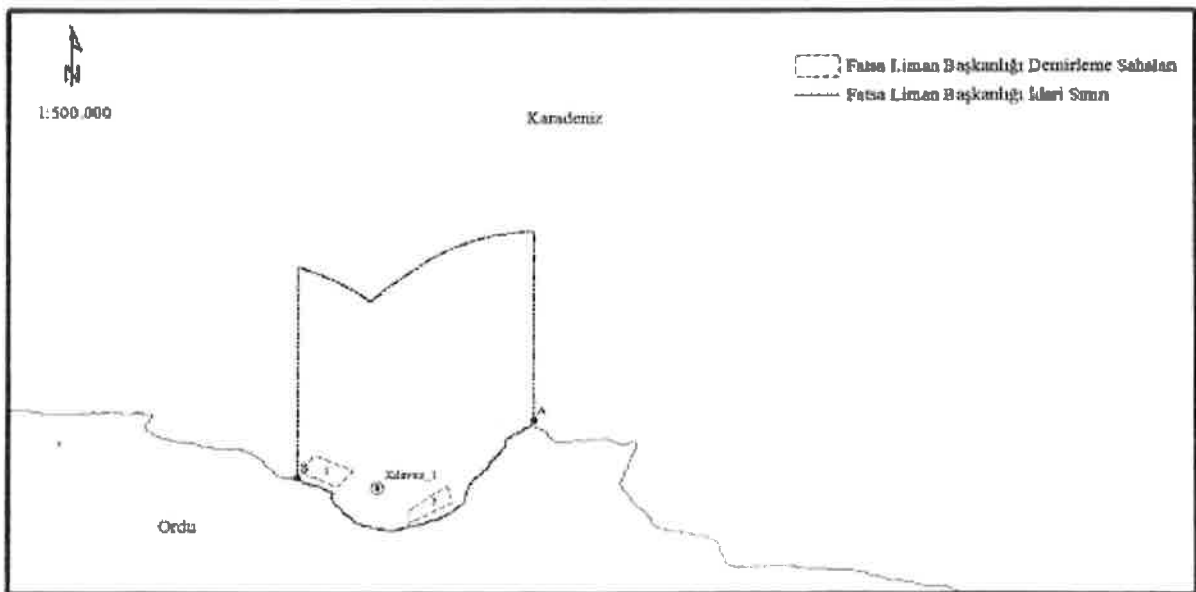 Fatsa Liman Başkanlığı Demirleme Sahaları
Fatsa Liman Başkanlığı İdari Sınırı
1:500.000
Karadeniz
A
B
1
Kılavuz_1
2
Ordu